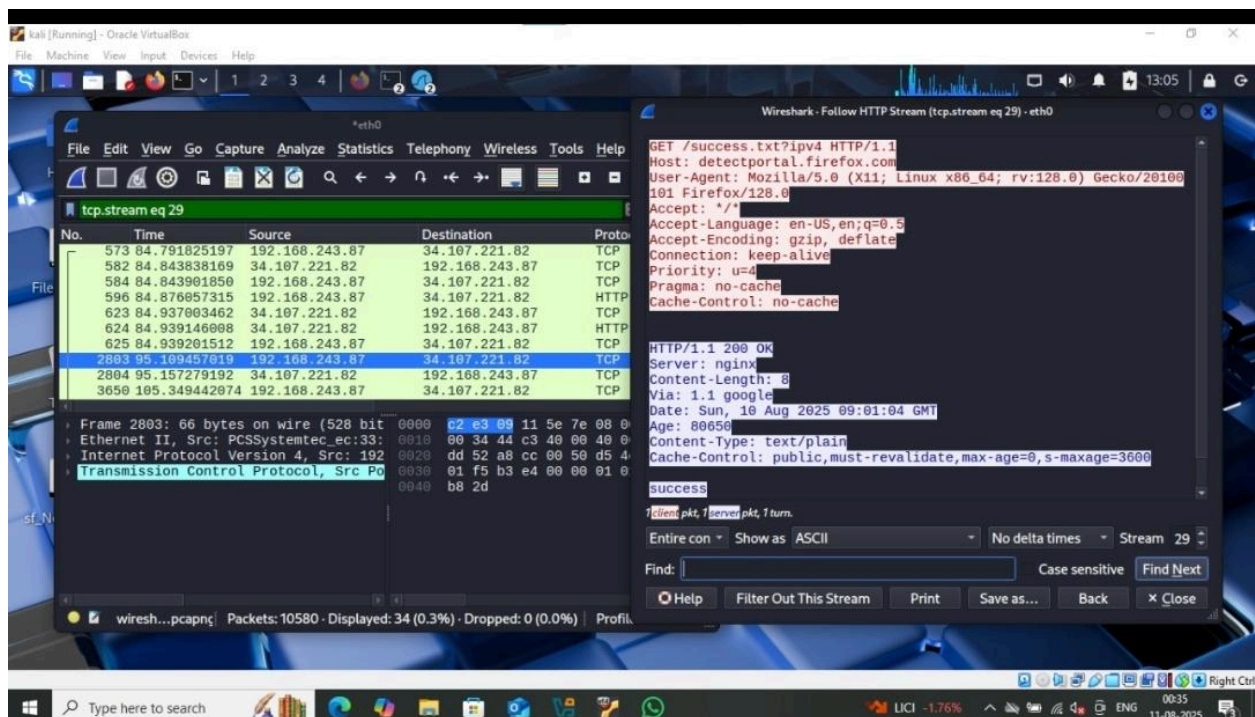 kali [Running] - Oracle VirtualBox
File Machine View Input Devices Help
1 2 3 4
13:05
*eth0
File Edit View Go Capture Analyze Statistics Telephony Wireless Tools Help
tcp.stream eq 29
No. Time Source Destination Proto
573 84.791825197 192.168.243.87 34.107.221.82 TCP
582 84.843838169 34.107.221.82 192.168.243.87 TCP
584 84.843901850 192.168.243.87 34.107.221.82 TCP
596 84.876057315 192.168.243.87 34.107.221.82 HTTP
623 84.937003462 34.107.221.82 192.168.243.87 TCP
624 84.939146008 34.107.221.82 192.168.243.87 HTTP
625 84.939201512 192.168.243.87 34.107.221.82 TCP
2803 95.109457019 192.168.243.87 34.107.221.82 TCP
2804 95.157279192 34.107.221.82 192.168.243.87 TCP
3650 105.349442074 192.168.243.87 34.107.221.82 TCP
Frame 2803: 66 bytes on wire (528 bit
Ethernet II, Src: PCSSystemtec_ec:33:
Internet Protocol Version 4, Src: 192
Transmission Control Protocol, Src Po
0000 c2 e3 09 11 5e 7e 08 0
0010 00 34 44 c3 40 00 40 0
0020 dd 52 a8 cc 00 50 d5 4
0030 01 f5 b3 e4 00 00 01 0
0040 b8 2d
wiresh...pcapng Packets: 10580 · Displayed: 34 (0.3%) · Dropped: 0 (0.0%) Profil
Wireshark · Follow HTTP Stream (tcp.stream eq 29) · eth0
GET /success.txt?ipv4 HTTP/1.1
Host: detectportal.firefox.com
User-Agent: Mozilla/5.0 (X11; Linux x86_64; rv:128.0) Gecko/20100
101 Firefox/128.0
Accept: */*
Accept-Language: en-US,en;q=0.5
Accept-Encoding: gzip, deflate
Connection: keep-alive
Priority: u=4
Pragma: no-cache
Cache-Control: no-cache
HTTP/1.1 200 OK
Server: nginx
Content-Length: 8
Via: 1.1 google
Date: Sun, 10 Aug 2025 09:01:04 GMT
Age: 80650
Content-Type: text/plain
Cache-Control: public,must-revalidate,max-age=0,s-maxage=3600
success
1 client pkt, 1 server pkt, 1 turn.
Entire con Show as ASCII No delta times Stream 29
Find: Case sensitive Find Next
Help Filter Out This Stream Print Save as... Back × Close
File
Right Ctrl
Type here to search
LICI -1.76% ENG 00:35
11-08-2025